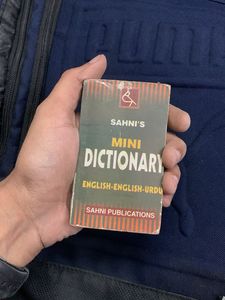 SAHNI'S
MINI
DICTIONARY
ENGLISH-ENGLISH-URDU
SAHNI PUBLICATIONS